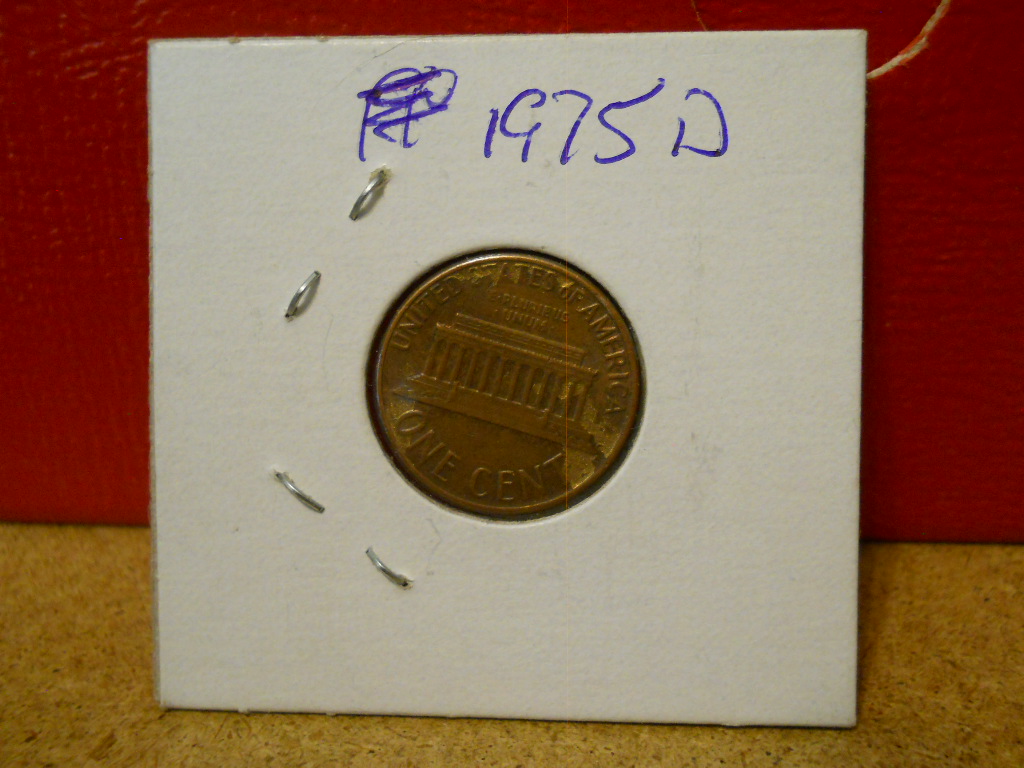 1975 D
UNITED STATES OF AMERICA
E·PLURIBUS
UNUM
ONE CENT